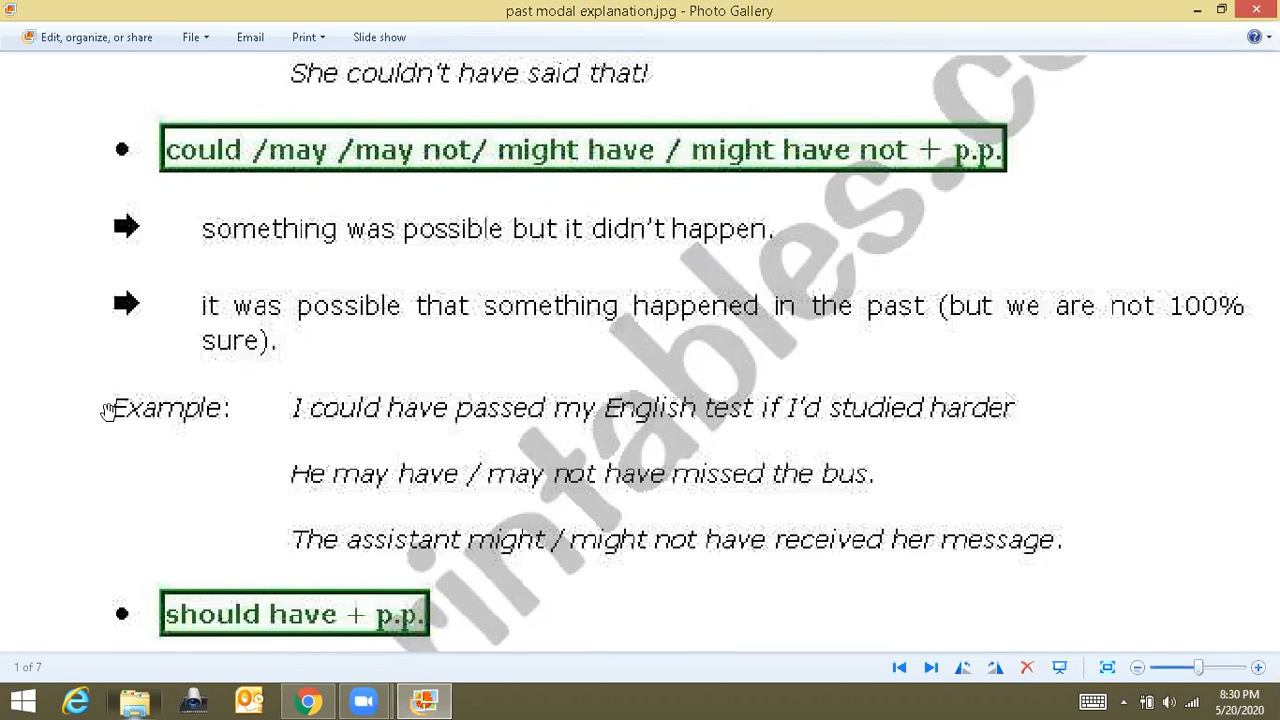 past modal explanation.jpg - Photo Gallery
Edit, organize, or share File Email Print Slide show
She couldn't have said that!
could /may /may not/ might have / might have not + p.p.
something was possible but it didn't happen.
it was possible that something happened in the past (but we are not 100%
sure).
Example: I could have passed my English test if I'd studied harder
He may have / may not have missed the bus.
The assistant might / might not have received her message.
should have + p.p.
rintables.co
1 of 7
8:30 PM
5/20/2020